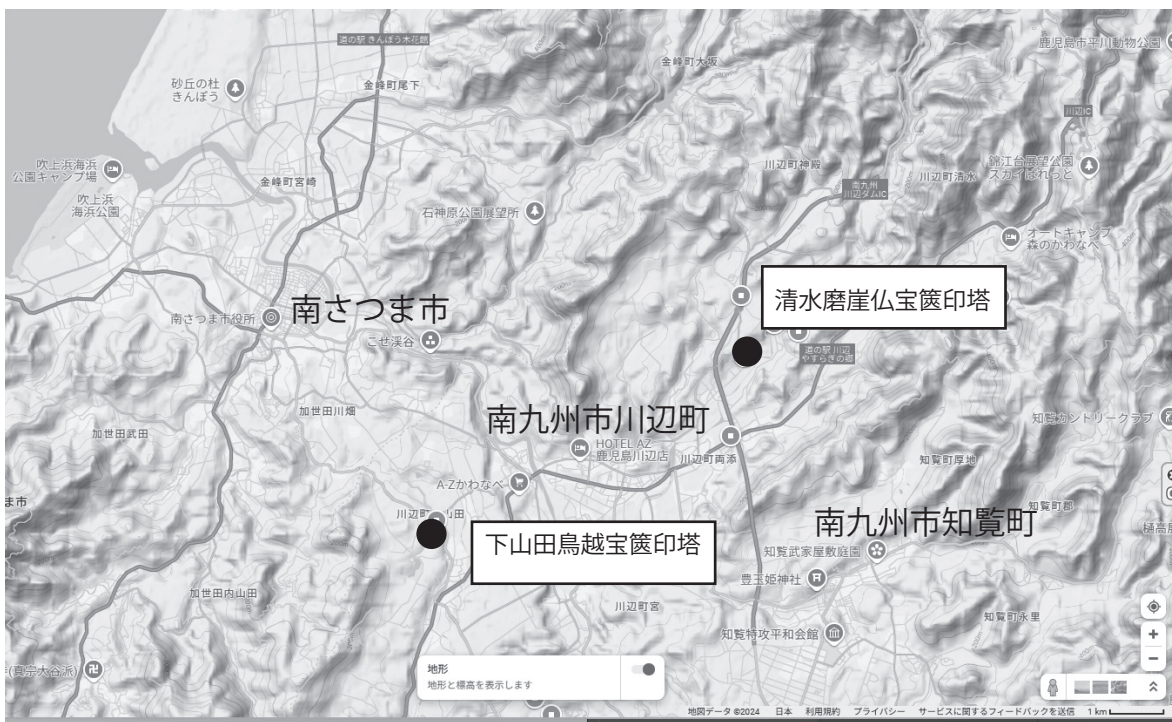 道の駅 きんぽう木花館
鹿児島市平川動物公園
砂丘の杜
きんぽう
金峰町尾下
金峰町大坂
川辺IC
吹上浜海浜
公園キャンプ場
金峰町宮崎
川辺町神殿
錦江台展望公園
スカイぱれっと
川辺町清水
南九州
川辺ダムIC
吹上浜
海浜公園
石神原公園展望所
オートキャンプ
森のかわなべ
清水磨崖仏宝篋印塔
南さつま市
南さつま市役所
こせ渓谷
道の駅 川辺
やすらぎの郷
加世田川畑
南九州市川辺町
知覧カントリークラブ
加世田武田
HOTEL AZ
鹿児島川辺店
川辺町両添
知覧町厚地
A-Zかわなべ
ま市
知覧町郡
川辺町
山田
南九州市知覧町
下山田鳥越宝篋印塔
知覧武家屋敷庭園
豊玉姫神社
加世田内山田
川辺町宮
知覧町永里
知覧特攻平和会館
(真宗大谷派)
地形
地形と標高を表示します
地図データ ©2024 日本 利用規約 プライバシー サービスに関するフィードバックを送信 1 km